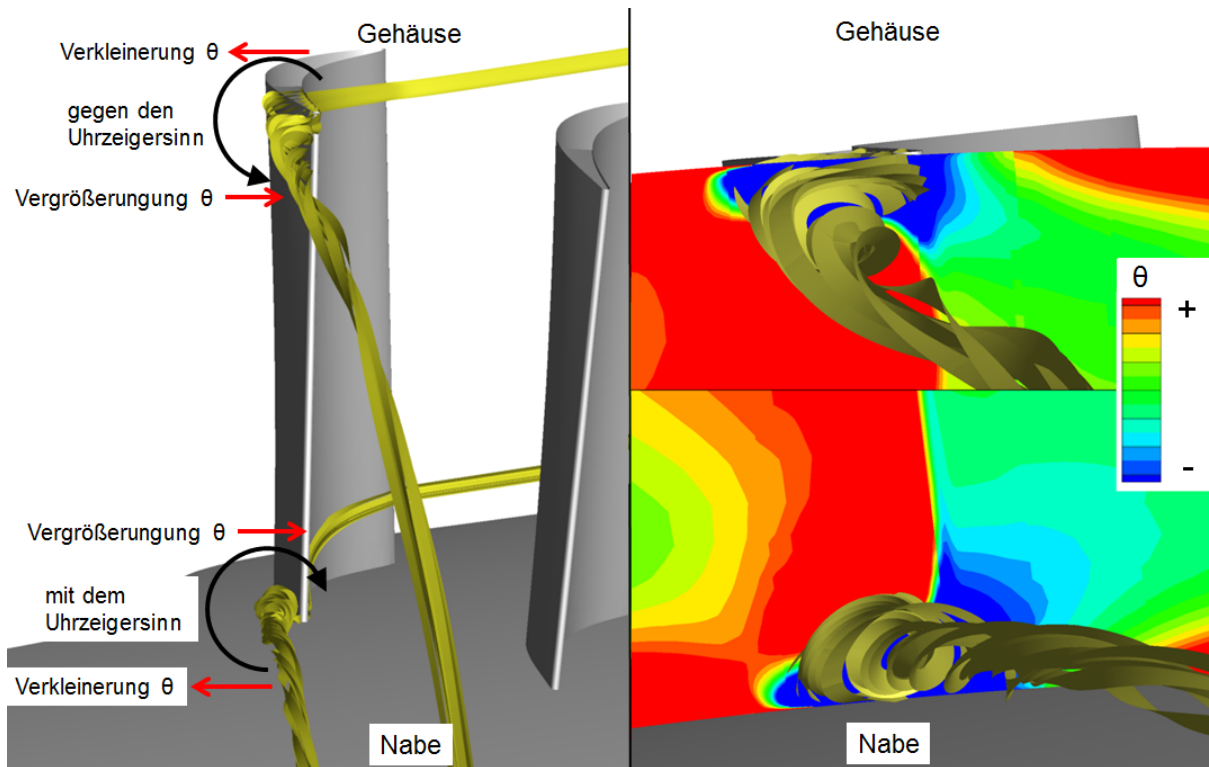 Gehäuse
Verkleinerung θ
gegen den
Uhrzeigersinn
Vergrößerungung θ
Vergrößerungung θ
mit dem
Uhrzeigersinn
Verkleinerung θ
Nabe
Gehäuse
θ
+
-
Nabe